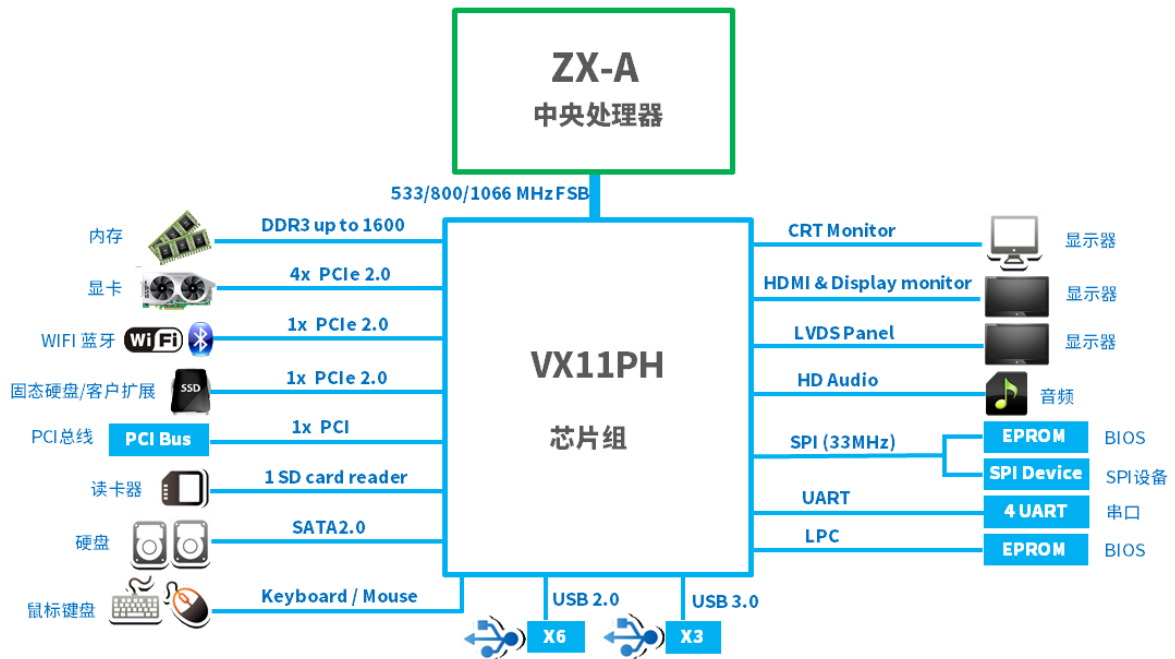 ZX-A
中央处理器
533/800/1066 MHz FSB
内存
DDR3 up to 1600
显卡
4x PCIe 2.0
WIFI 蓝牙
WiFi
1x PCIe 2.0
固态硬盘/客户扩展
SSD
1x PCIe 2.0
PCI总线
PCI Bus
1x PCI
读卡器
1 SD card reader
硬盘
SATA2.0
鼠标键盘
Keyboard / Mouse
VX11PH
芯片组
CRT Monitor
显示器
HDMI & Display monitor
显示器
LVDS Panel
显示器
HD Audio
音频
SPI (33MHz)
EPROM
BIOS
SPI Device
SPI设备
UART
4 UART
串口
LPC
EPROM
BIOS
USB 2.0
X6
USB 3.0
X3